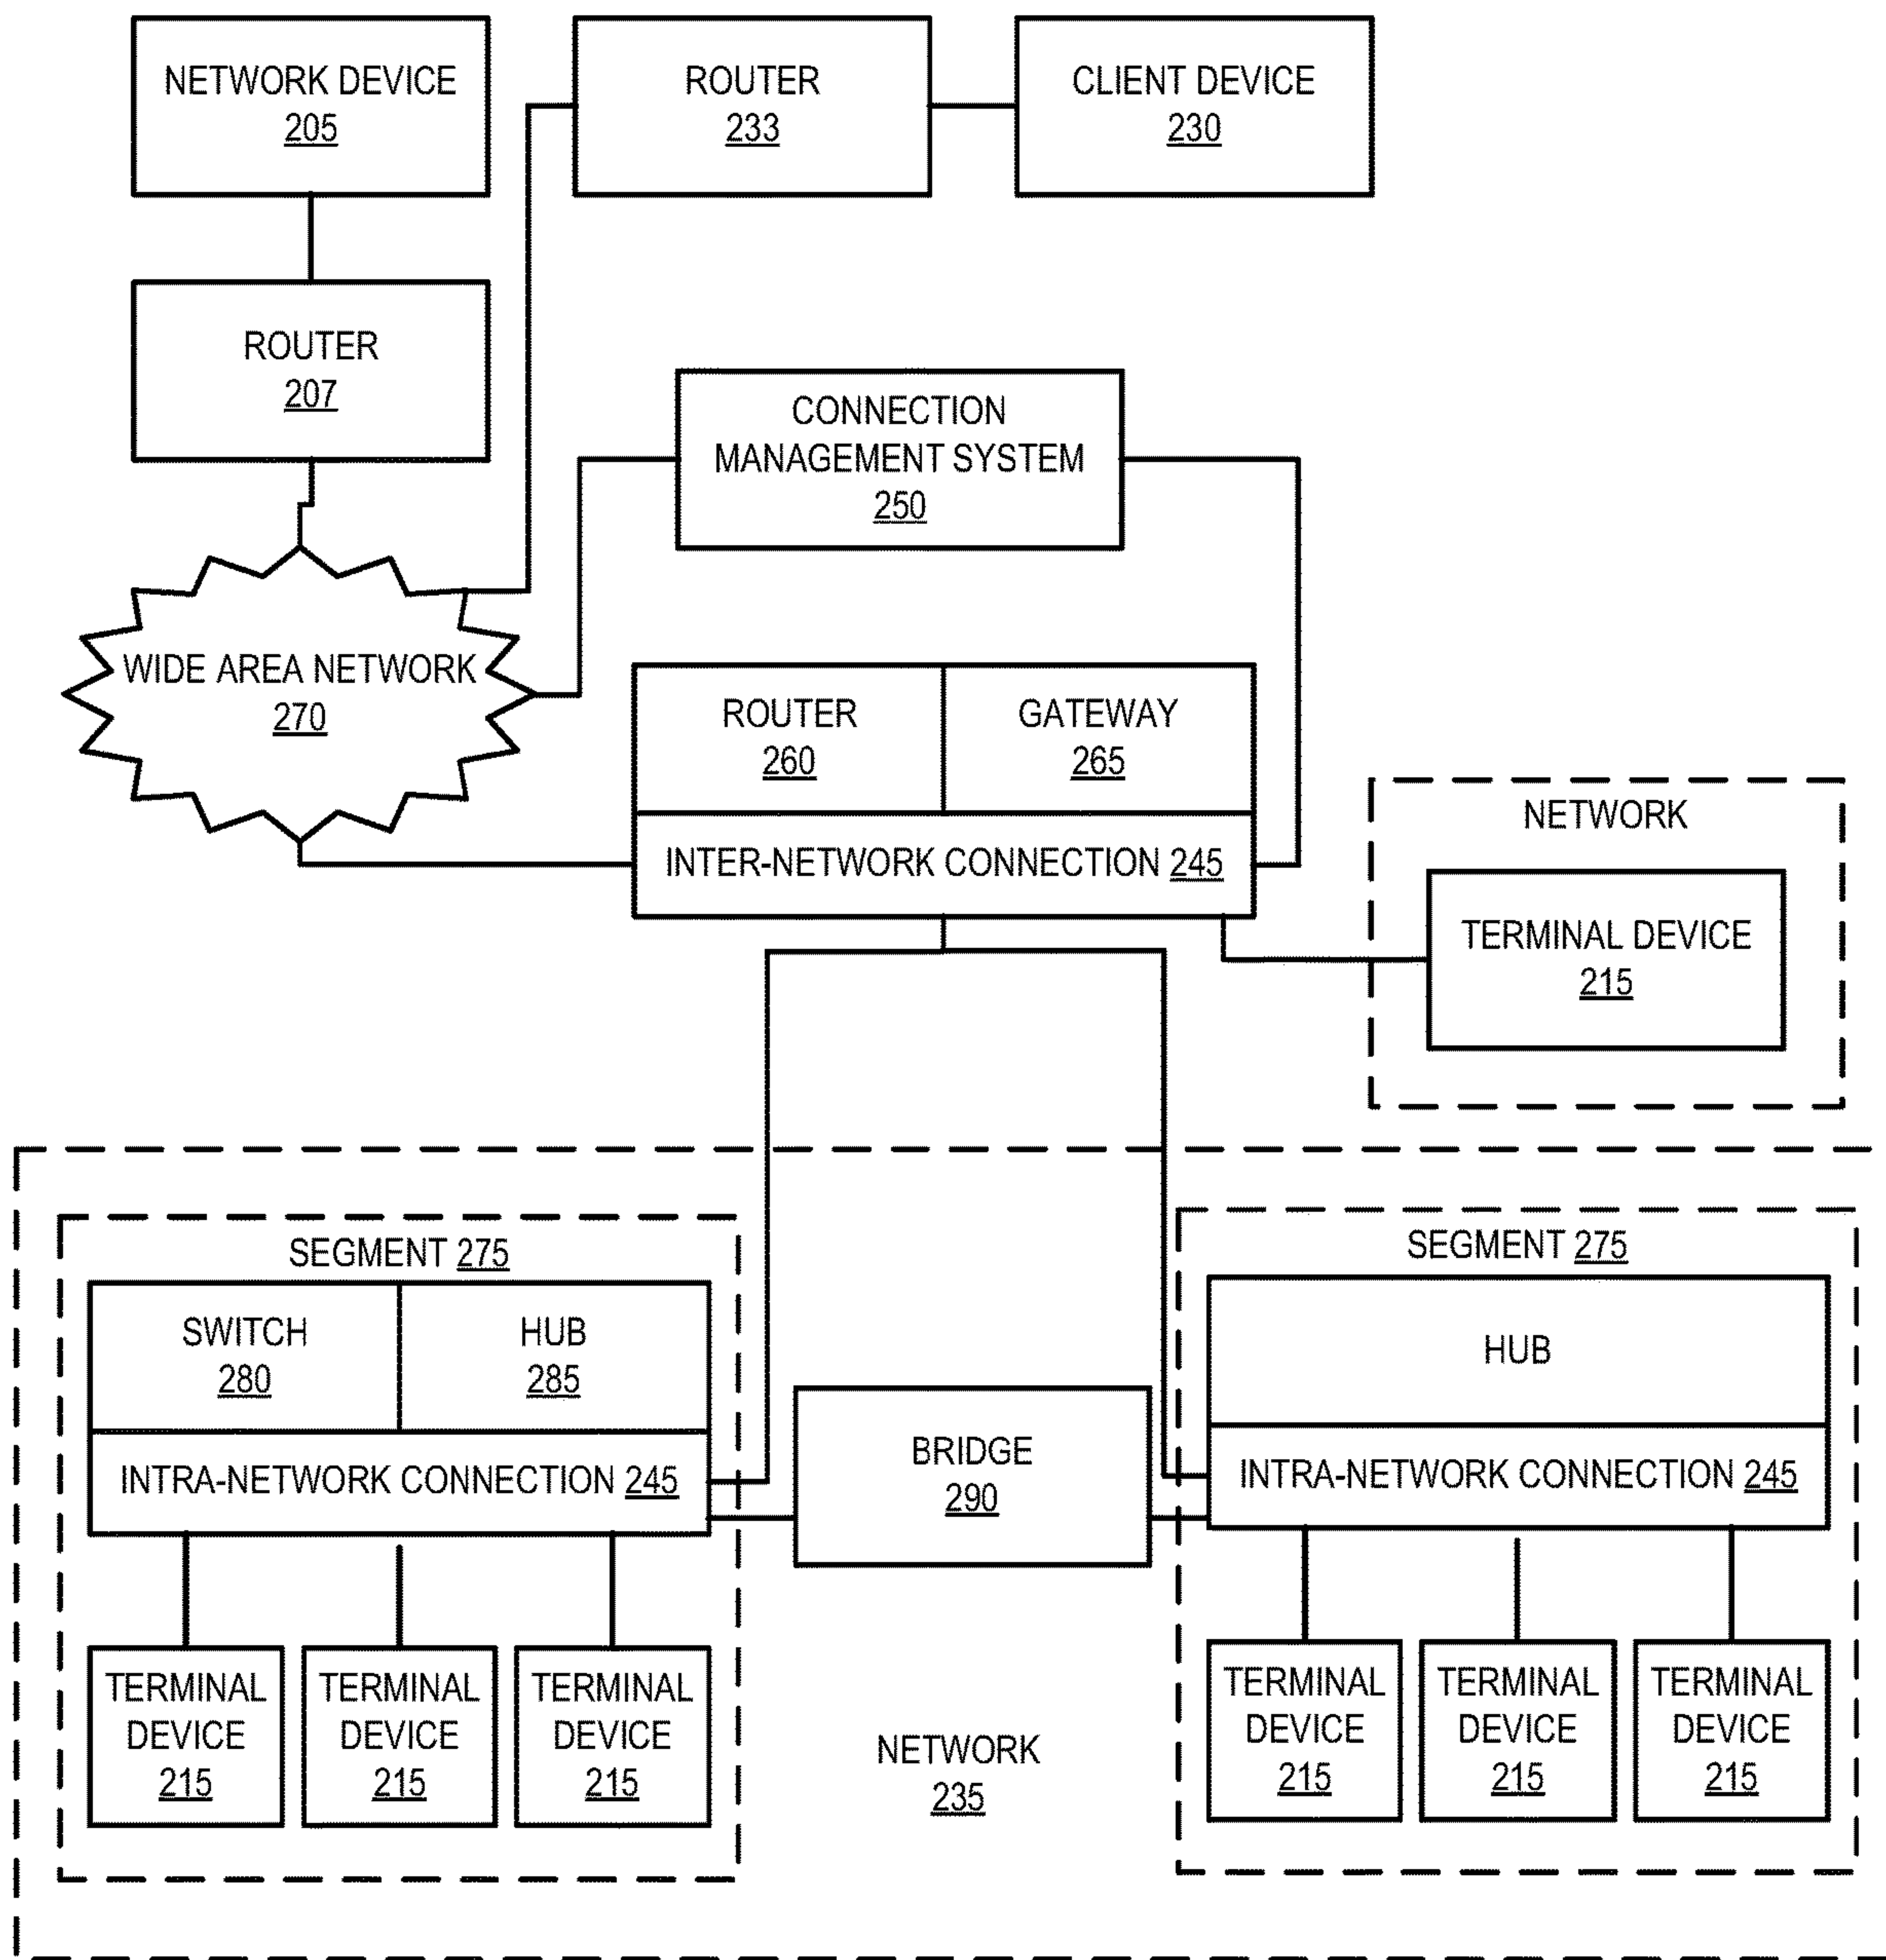 NETWORK DEVICE
205
ROUTER
233
CLIENT DEVICE
230
ROUTER
207
CONNECTION
MANAGEMENT SYSTEM
250
WIDE AREA NETWORK
270
ROUTER
260
GATEWAY
265
INTER-NETWORK CONNECTION 245
NETWORK
TERMINAL DEVICE
215
SEGMENT 275
SWITCH
280
HUB
285
INTRA-NETWORK CONNECTION 245
TERMINAL
DEVICE
215
TERMINAL
DEVICE
215
TERMINAL
DEVICE
215
BRIDGE
290
NETWORK
235
SEGMENT 275
HUB
INTRA-NETWORK CONNECTION 245
TERMINAL
DEVICE
215
TERMINAL
DEVICE
215
TERMINAL
DEVICE
215